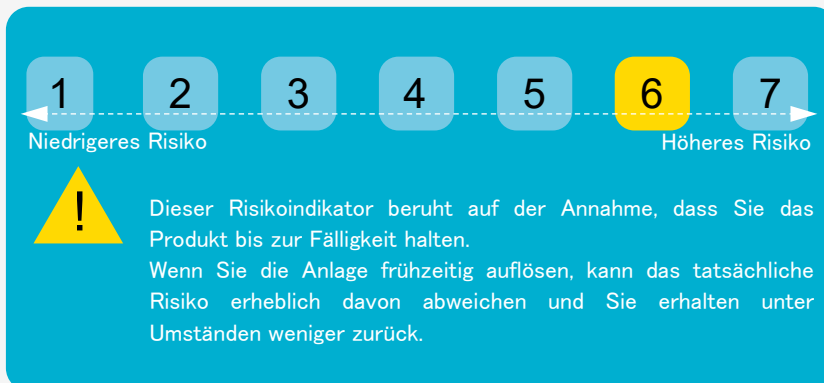 1 2 3 4 5 6 7
Niedrigeres Risiko Höheres Risiko
!
Dieser Risikoindikator beruht auf der Annahme, dass Sie das
Produkt bis zur Fälligkeit halten.
Wenn Sie die Anlage frühzeitig auflösen, kann das tatsächliche
Risiko erheblich davon abweichen und Sie erhalten unter
Umständen weniger zurück.